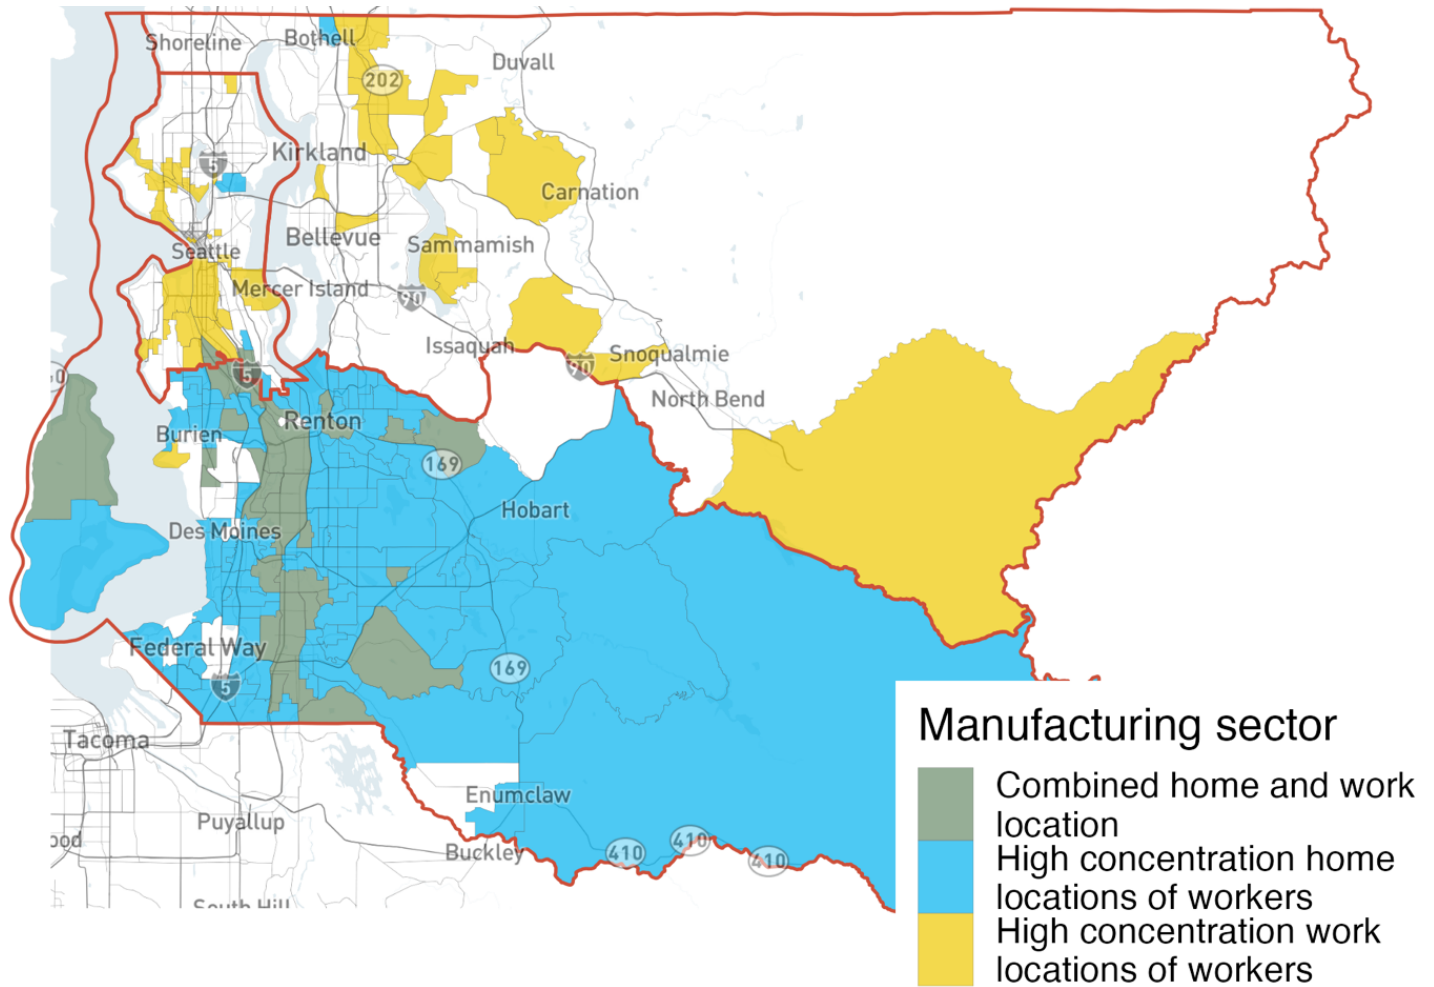 Shoreline
Bothell
Duvall
202
5
Kirkland
Carnation
Seattle
Bellevue
Sammamish
Mercer Island
90
Issaquah
Snoqualmie
90
5
North Bend
Renton
Burien
169
Hobart
Des Moines
Federal Way
169
5
Tacoma
Enumclaw
Puyallup
Buckley
410
410
410
South Hill
Manufacturing sector
Combined home and work
location
High concentration home
locations of workers
High concentration work
locations of workers